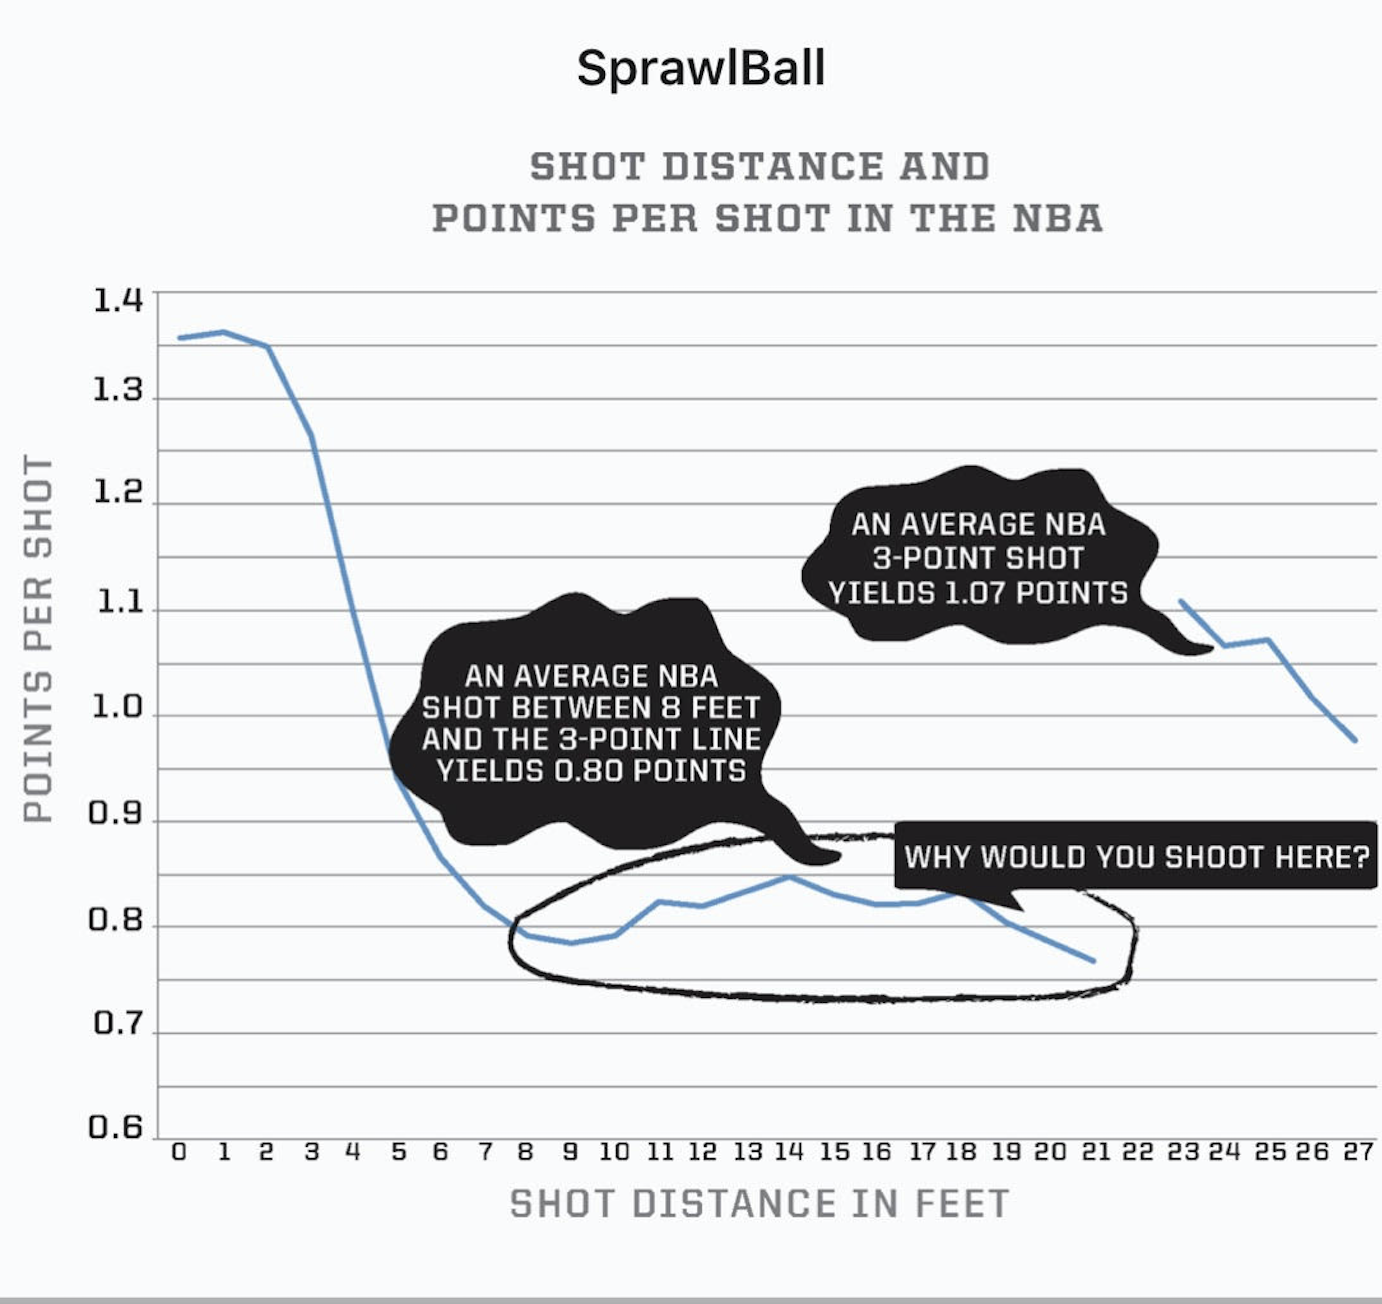 SprawlBall
SHOT DISTANCE AND
POINTS PER SHOT IN THE NBA
POINTS PER SHOT
1.4
1.3
1.2
1.1
1.0
0.9
0.8
0.7
0.6
AN AVERAGE NBA
3-POINT SHOT
YIELDS 1.07 POINTS
AN AVERAGE NBA
SHOT BETWEEN 8 FEET
AND THE 3-POINT LINE
YIELDS 0.80 POINTS
WHY WOULD YOU SHOOT HERE?
0 1 2 3 4 5 6 7 8 9 10 11 12 13 14 15 16 17 18 19 20 21 22 23 24 25 26 27
SHOT DISTANCE IN FEET